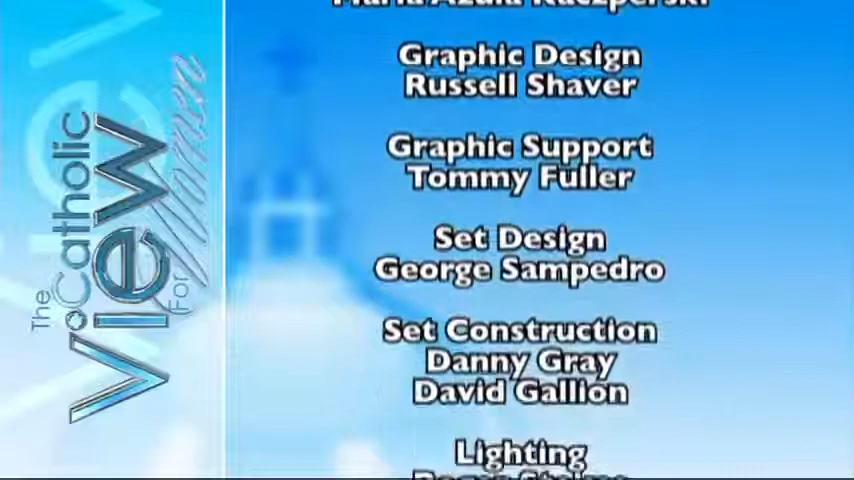 The Catholic
View
For Women
Graphic Design
Russell Shaver
Graphic Support
Tommy Fuller
Set Design
George Sampedro
Set Construction
Danny Gray
David Gallion
Lighting